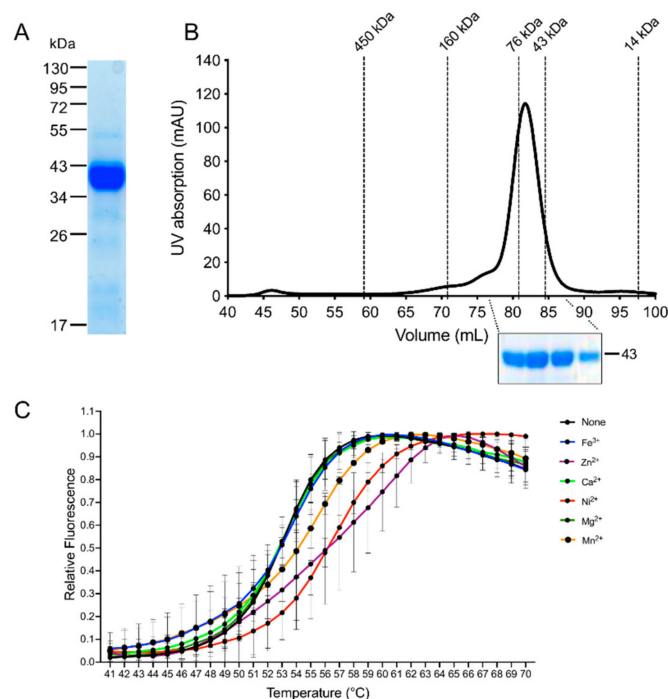 A
kDa
130
95
72
55
43
34
26
17
B
450 kDa
160 kDa
76 kDa
43 kDa
14 kDa
UV absorption (mAU)
140
120
100
80
60
40
20
0
40 45 50 55 60 65 70 75 80 85 90 95 100
Volume (mL)
43
C
Relative Fluorescence
1.1
1.0
0.9
0.8
0.7
0.6
0.5
0.4
0.3
0.2
0.1
0.0
41 42 43 44 45 46 47 48 49 50 51 52 53 54 55 56 57 58 59 60 61 62 63 64 65 66 67 68 69 70
Temperature (°C)
None
Fe³⁺
Zn²⁺
Ca²⁺
Ni²⁺
Mg²⁺
Mn²⁺